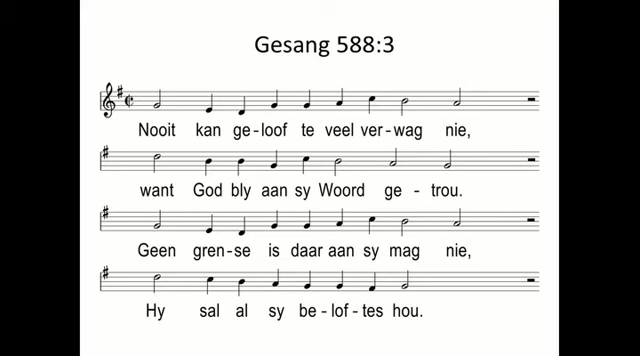 Gesang 588:3
Nooit kan ge-loof te veel ver-wag nie,
want God bly aan sy Woord ge-trou.
Geen gren-se is daar aan sy mag nie,
Hy sal al sy be-lof-tes hou.